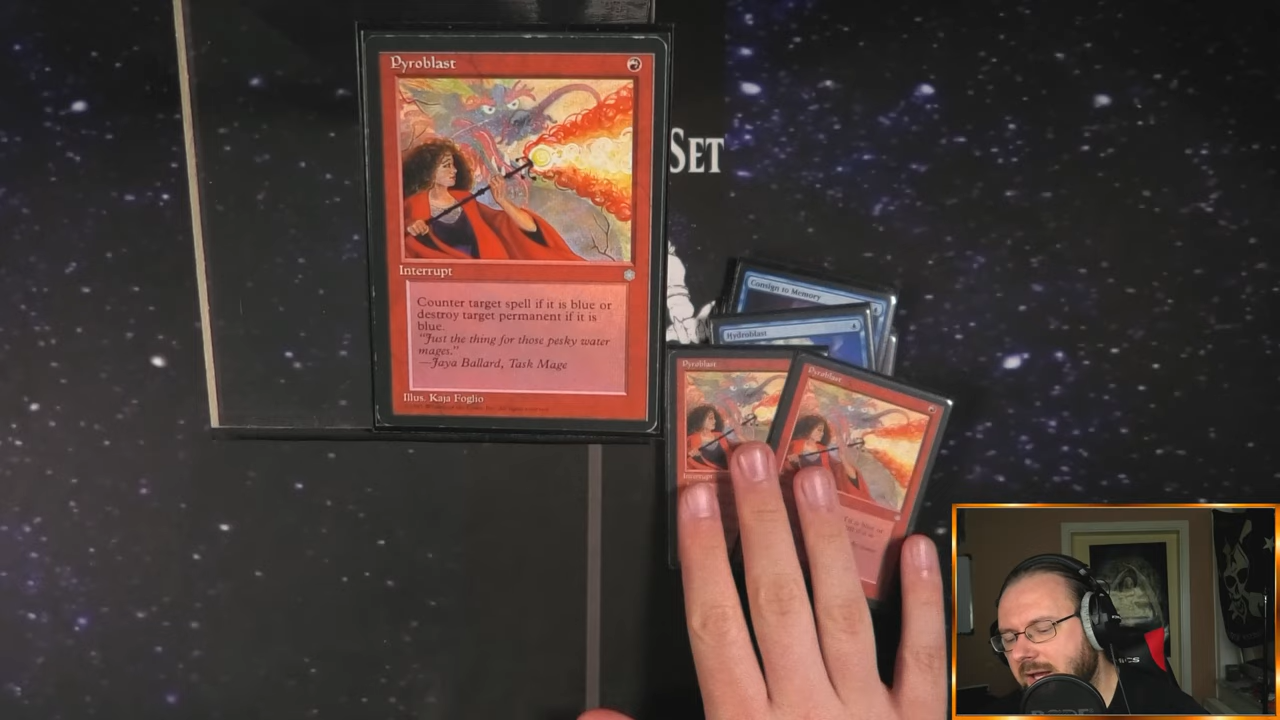 Pyroblast
Interrupt
Counter target spell if it is blue or
destroy target permanent if it is
blue.
"Just the thing for those pesky water
mages."
—Jaya Ballard, Task Mage
Illus. Kaja Foglio
SET
Consign to Memory
Hydroblast
Pyroblast
Interrupt
Pyroblast